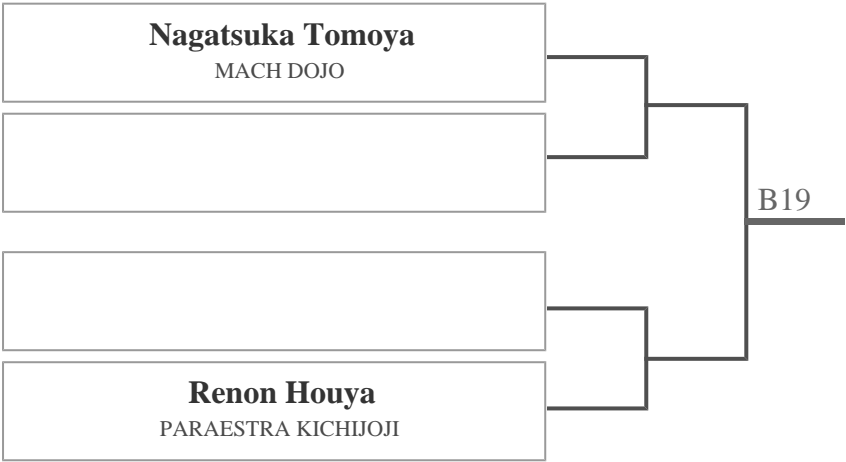 Nagatsuka Tomoya
MACH DOJO
B19
Renon Houya
PARAESTRA KICHIJOJI